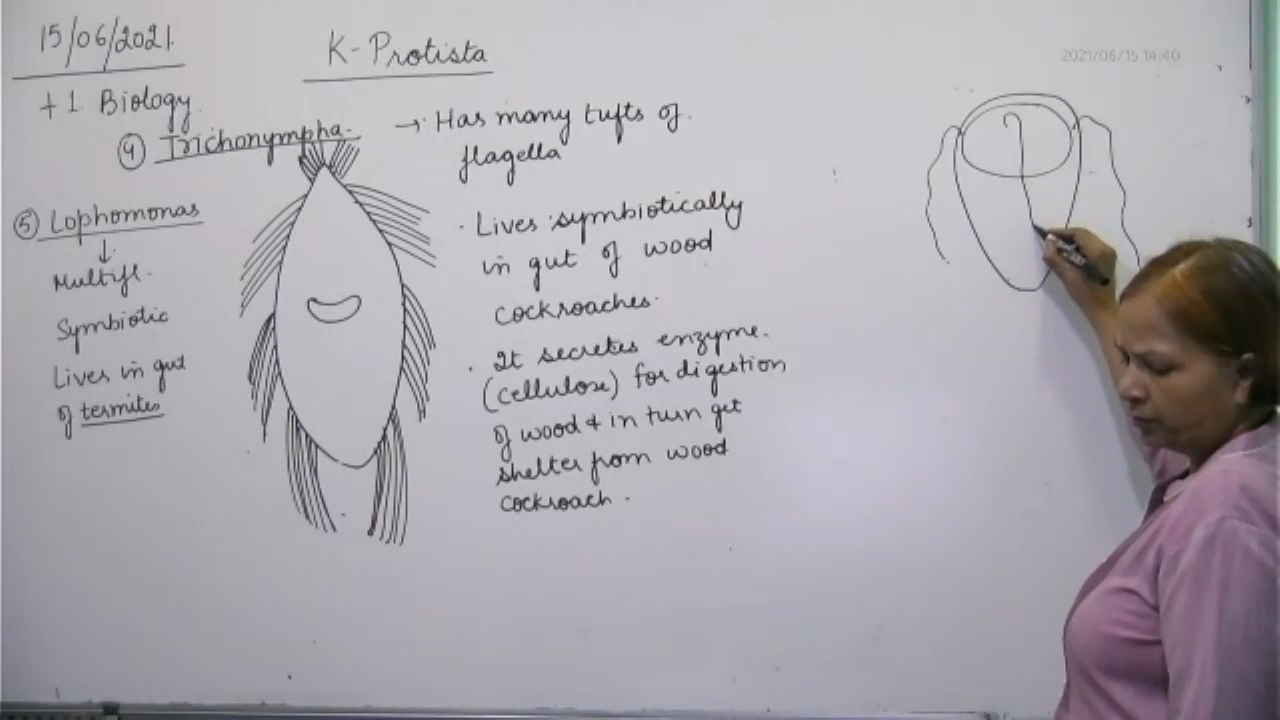 15/06/2021
K-Protista
2021/06/15 14:40
+1 Biology
④ Trichonympha.
→ Has many tufts of
flagella
· Lives symbiotically
in gut of wood
cockroaches.
· It secretes enzyme.
(cellulose) for digestion
of wood & in turn get
shelter from wood
cockroach.
⑤ Lophomonas
↓
Multifl.
Symbiotic
Lives in gut
of termites